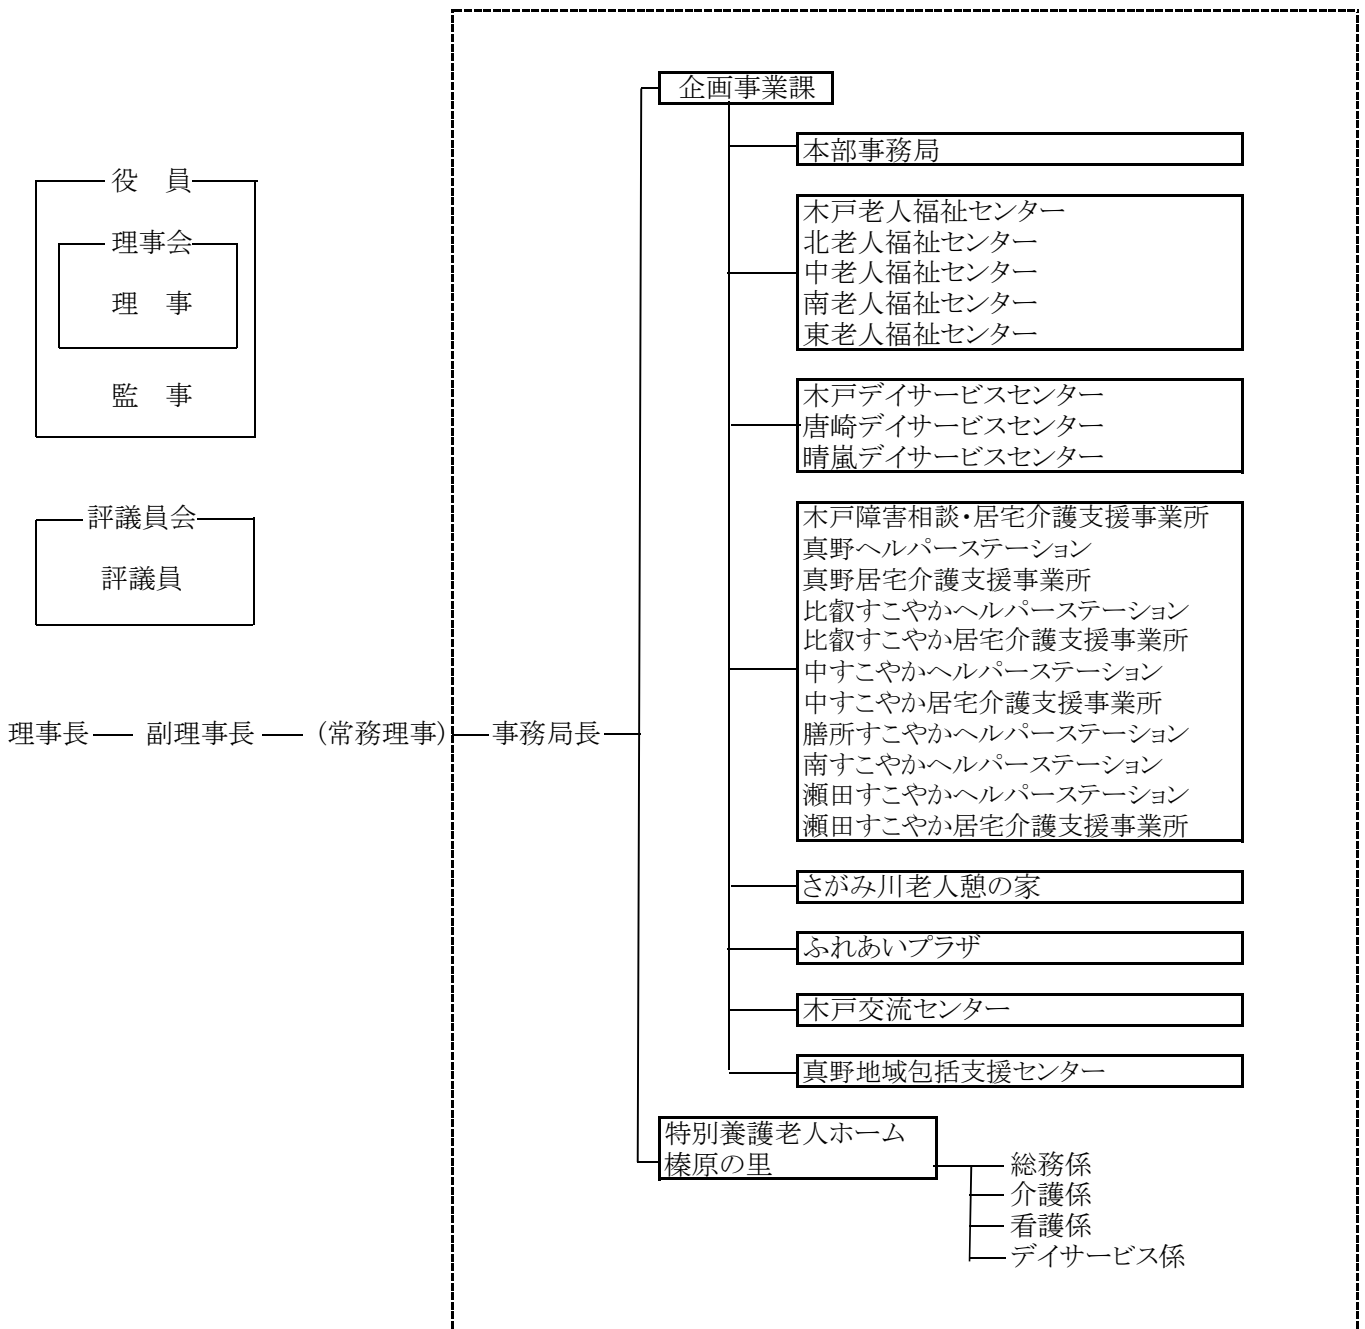 役　員
理事会
理　事
監　事
評議員会
評議員
理事長
副理事長
（常務理事）
事務局長
企画事業課
本部事務局
木戸老人福祉センター
北老人福祉センター
中老人福祉センター
南老人福祉センター
東老人福祉センター
木戸デイサービスセンター
唐崎デイサービスセンター
晴嵐デイサービスセンター
木戸障害相談・居宅介護支援事業所
真野ヘルパーステーション
真野居宅介護支援事業所
比叡すこやかヘルパーステーション
比叡すこやか居宅介護支援事業所
中すこやかヘルパーステーション
中すこやか居宅介護支援事業所
膳所すこやかヘルパーステーション
南すこやかヘルパーステーション
瀬田すこやかヘルパーステーション
瀬田すこやか居宅介護支援事業所
さがみ川老人憩の家
ふれあいプラザ
木戸交流センター
真野地域包括支援センター
特別養護老人ホーム
榛原の里
総務係
介護係
看護係
デイサービス係